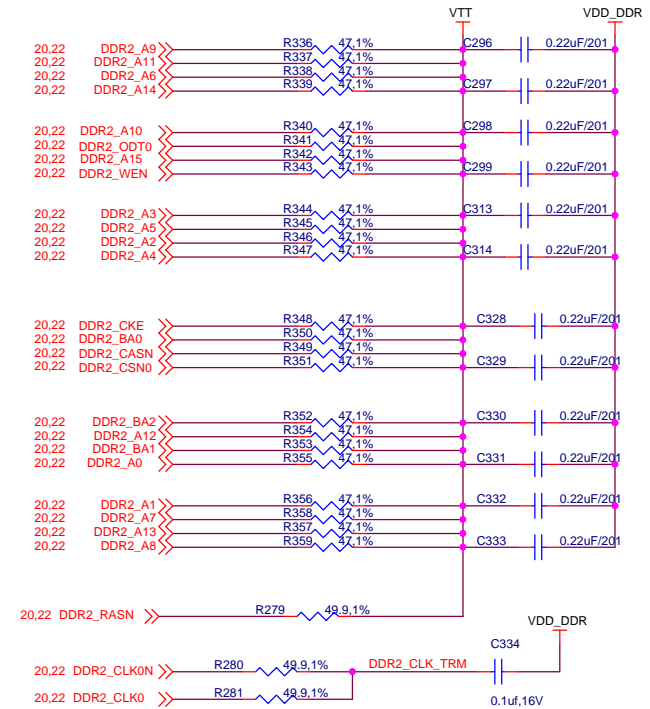 VTT VDD_DDR
20,22 DDR2_A9 R336 47,1% C296 0.22uF/201
20,22 DDR2_A11 R337 47,1%
20,22 DDR2_A6 R338 47,1%
20,22 DDR2_A14 R339 47,1% C297 0.22uF/201
20,22 DDR2_A10 R340 47,1% C298 0.22uF/201
20,22 DDR2_ODT0 R341 47,1%
20,22 DDR2_A15 R342 47,1%
20,22 DDR2_WEN R343 47,1% C299 0.22uF/201
20,22 DDR2_A3 R344 47,1% C313 0.22uF/201
20,22 DDR2_A5 R345 47,1%
20,22 DDR2_A2 R346 47,1%
20,22 DDR2_A4 R347 47,1% C314 0.22uF/201
20,22 DDR2_CKE R348 47,1% C328 0.22uF/201
20,22 DDR2_BA0 R350 47,1%
20,22 DDR2_CASN R349 47,1%
20,22 DDR2_CSN0 R351 47,1% C329 0.22uF/201
20,22 DDR2_BA2 R352 47,1% C330 0.22uF/201
20,22 DDR2_A12 R354 47,1%
20,22 DDR2_BA1 R353 47,1%
20,22 DDR2_A0 R355 47,1% C331 0.22uF/201
20,22 DDR2_A1 R356 47,1% C332 0.22uF/201
20,22 DDR2_A7 R358 47,1%
20,22 DDR2_A13 R357 47,1%
20,22 DDR2_A8 R359 47,1% C333 0.22uF/201
20,22 DDR2_RASN R279 49.9,1%
VDD_DDR
C334
20,22 DDR2_CLK0N R280 49.9,1% DDR2_CLK_TRM
20,22 DDR2_CLK0 R281 49.9,1% 0.1uf,16V